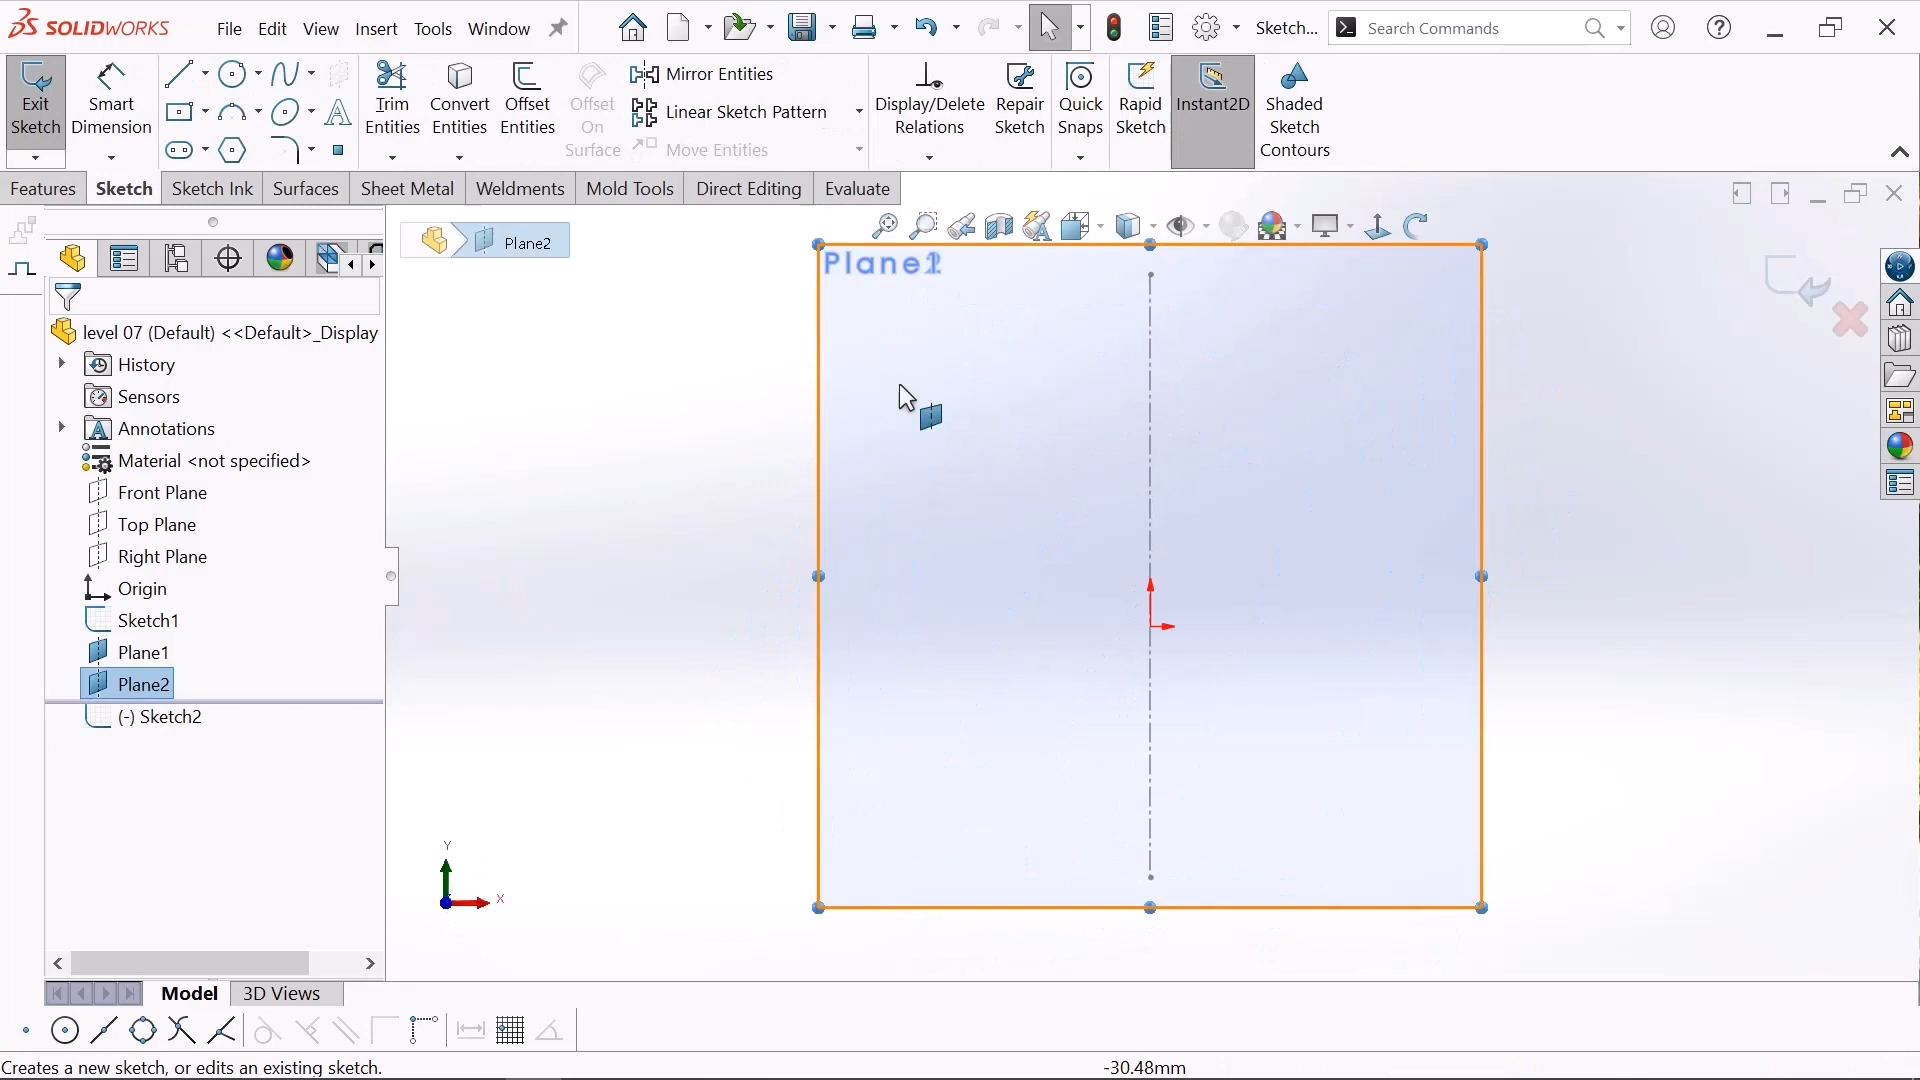 SOLIDWORKS
File
Edit
View
Insert
Tools
Window
Sketch...
Search Commands
Exit
Sketch
Smart
Dimension
Trim
Entities
Convert
Entities
Offset
Entities
Offset
On
Surface
Mirror Entities
Linear Sketch Pattern
Move Entities
Display/Delete
Relations
Repair
Sketch
Quick
Snaps
Rapid
Sketch
Instant2D
Shaded
Sketch
Contours
Features
Sketch
Sketch Ink
Surfaces
Sheet Metal
Weldments
Mold Tools
Direct Editing
Evaluate
Plane2
level 07 (Default) <<Default>_Display
History
Sensors
Annotations
Material <not specified>
Front Plane
Top Plane
Right Plane
Origin
Sketch1
Plane1
Plane2
(-) Sketch2
Y
X
Model
3D Views
Creates a new sketch, or edits an existing sketch.
-30.48mm